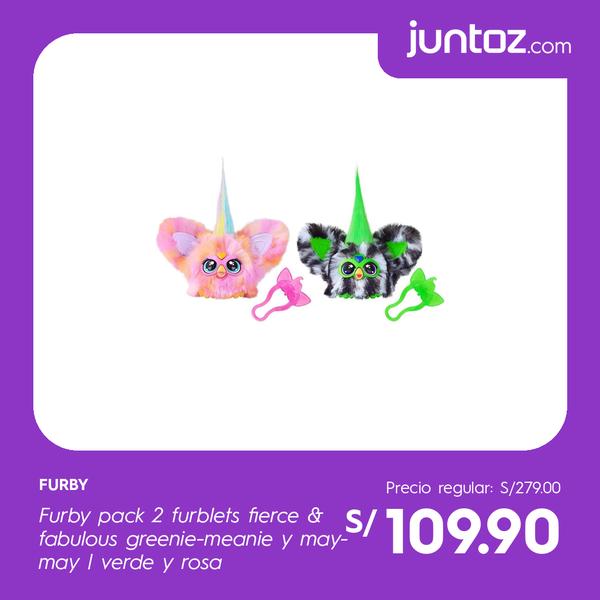 juntoz.com
FURBY
Furby pack 2 furblets fierce &
fabulous greenie-meanie y may-
may | verde y rosa
Precio regular: S/279.00
S/109.90